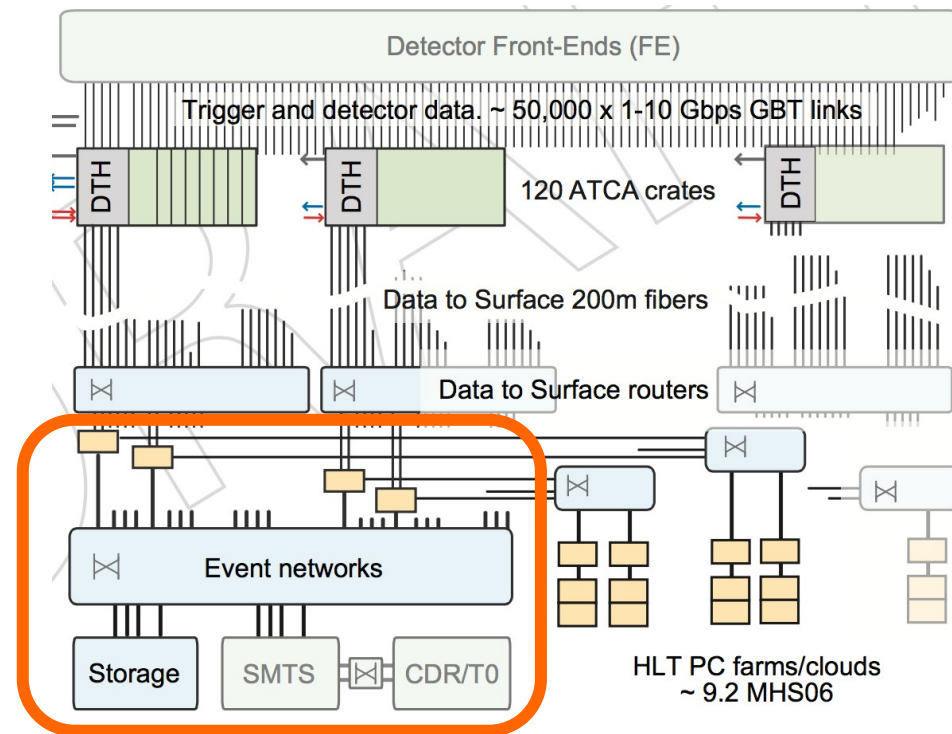 Detector Front-Ends (FE)
Trigger and detector data. ~ 50,000 x 1-10 Gbps GBT links
DTH
DTH
120 ATCA crates
DTH
Data to Surface 200m fibers
Data to Surface routers
Event networks
Storage
SMTS
CDR/T0
HLT PC farms/clouds
~ 9.2 MHS06